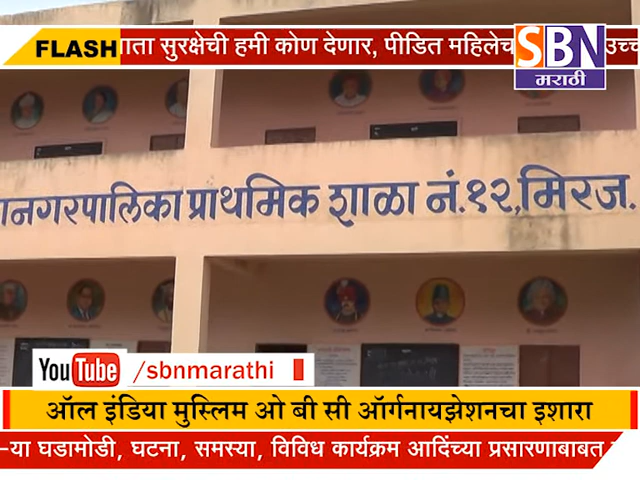 FLASH
ाता सुरक्षेची हमी कोण देणार, पीडित महिलेच
उच्च
SBN
मराठी
ानगरपालिका प्राथमिक शाळा नं.१२, मिरज.
YouTube /sbnmarathi
ऑल इंडिया मुस्लिम ओ बी सी ऑर्गनायझेशनचा इशारा
-या घडामोडी, घटना, समस्या, विविध कार्यक्रम आदिंच्या प्रसारणाबाबत